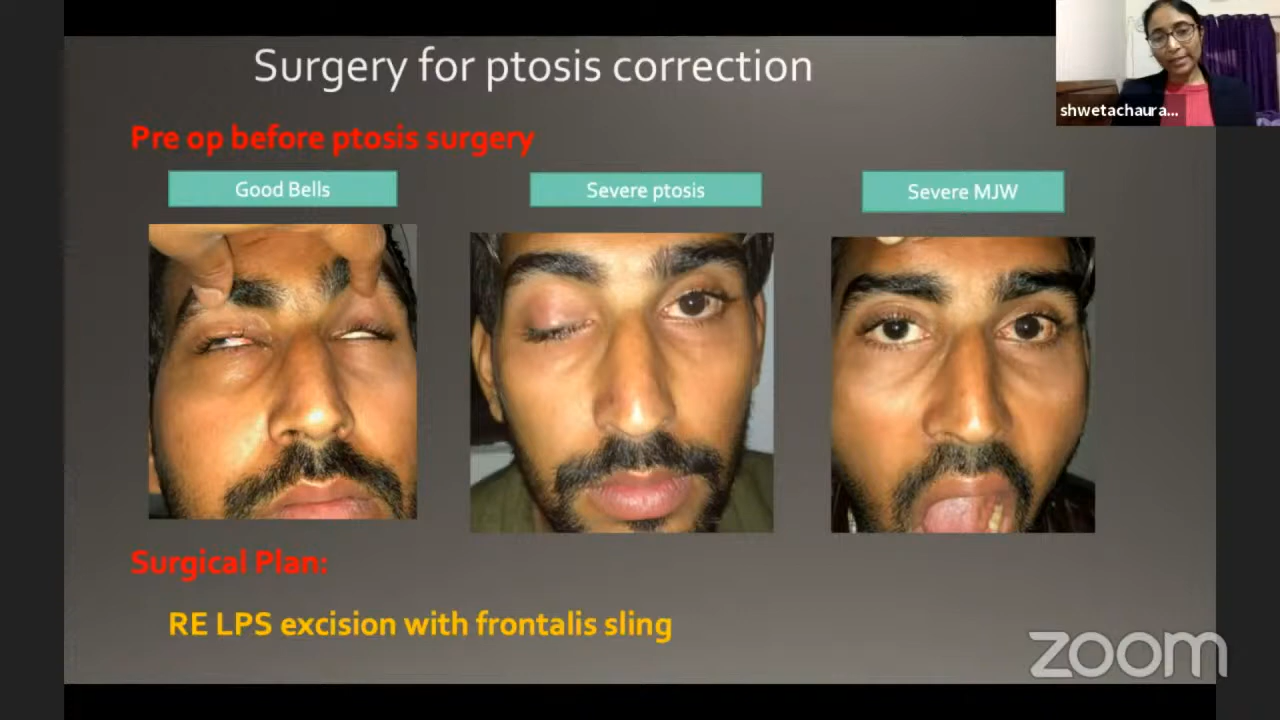 Surgery for ptosis correction
shwetachaura...
Pre op before ptosis surgery
Good Bells
Severe ptosis
Severe MJW
Surgical Plan:
RE LPS excision with frontalis sling
zoom